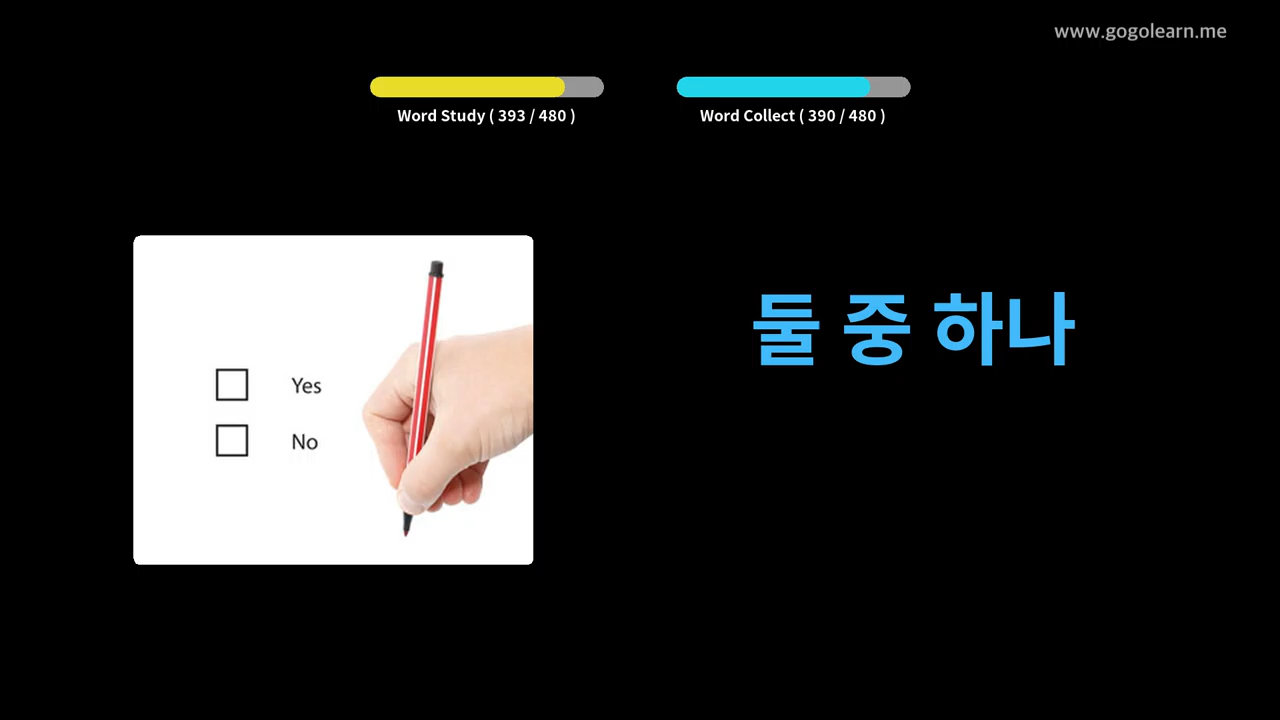 www.gogolearn.me
Word Study ( 393 / 480 )
Word Collect ( 390 / 480 )
Yes
No
둘 중 하나